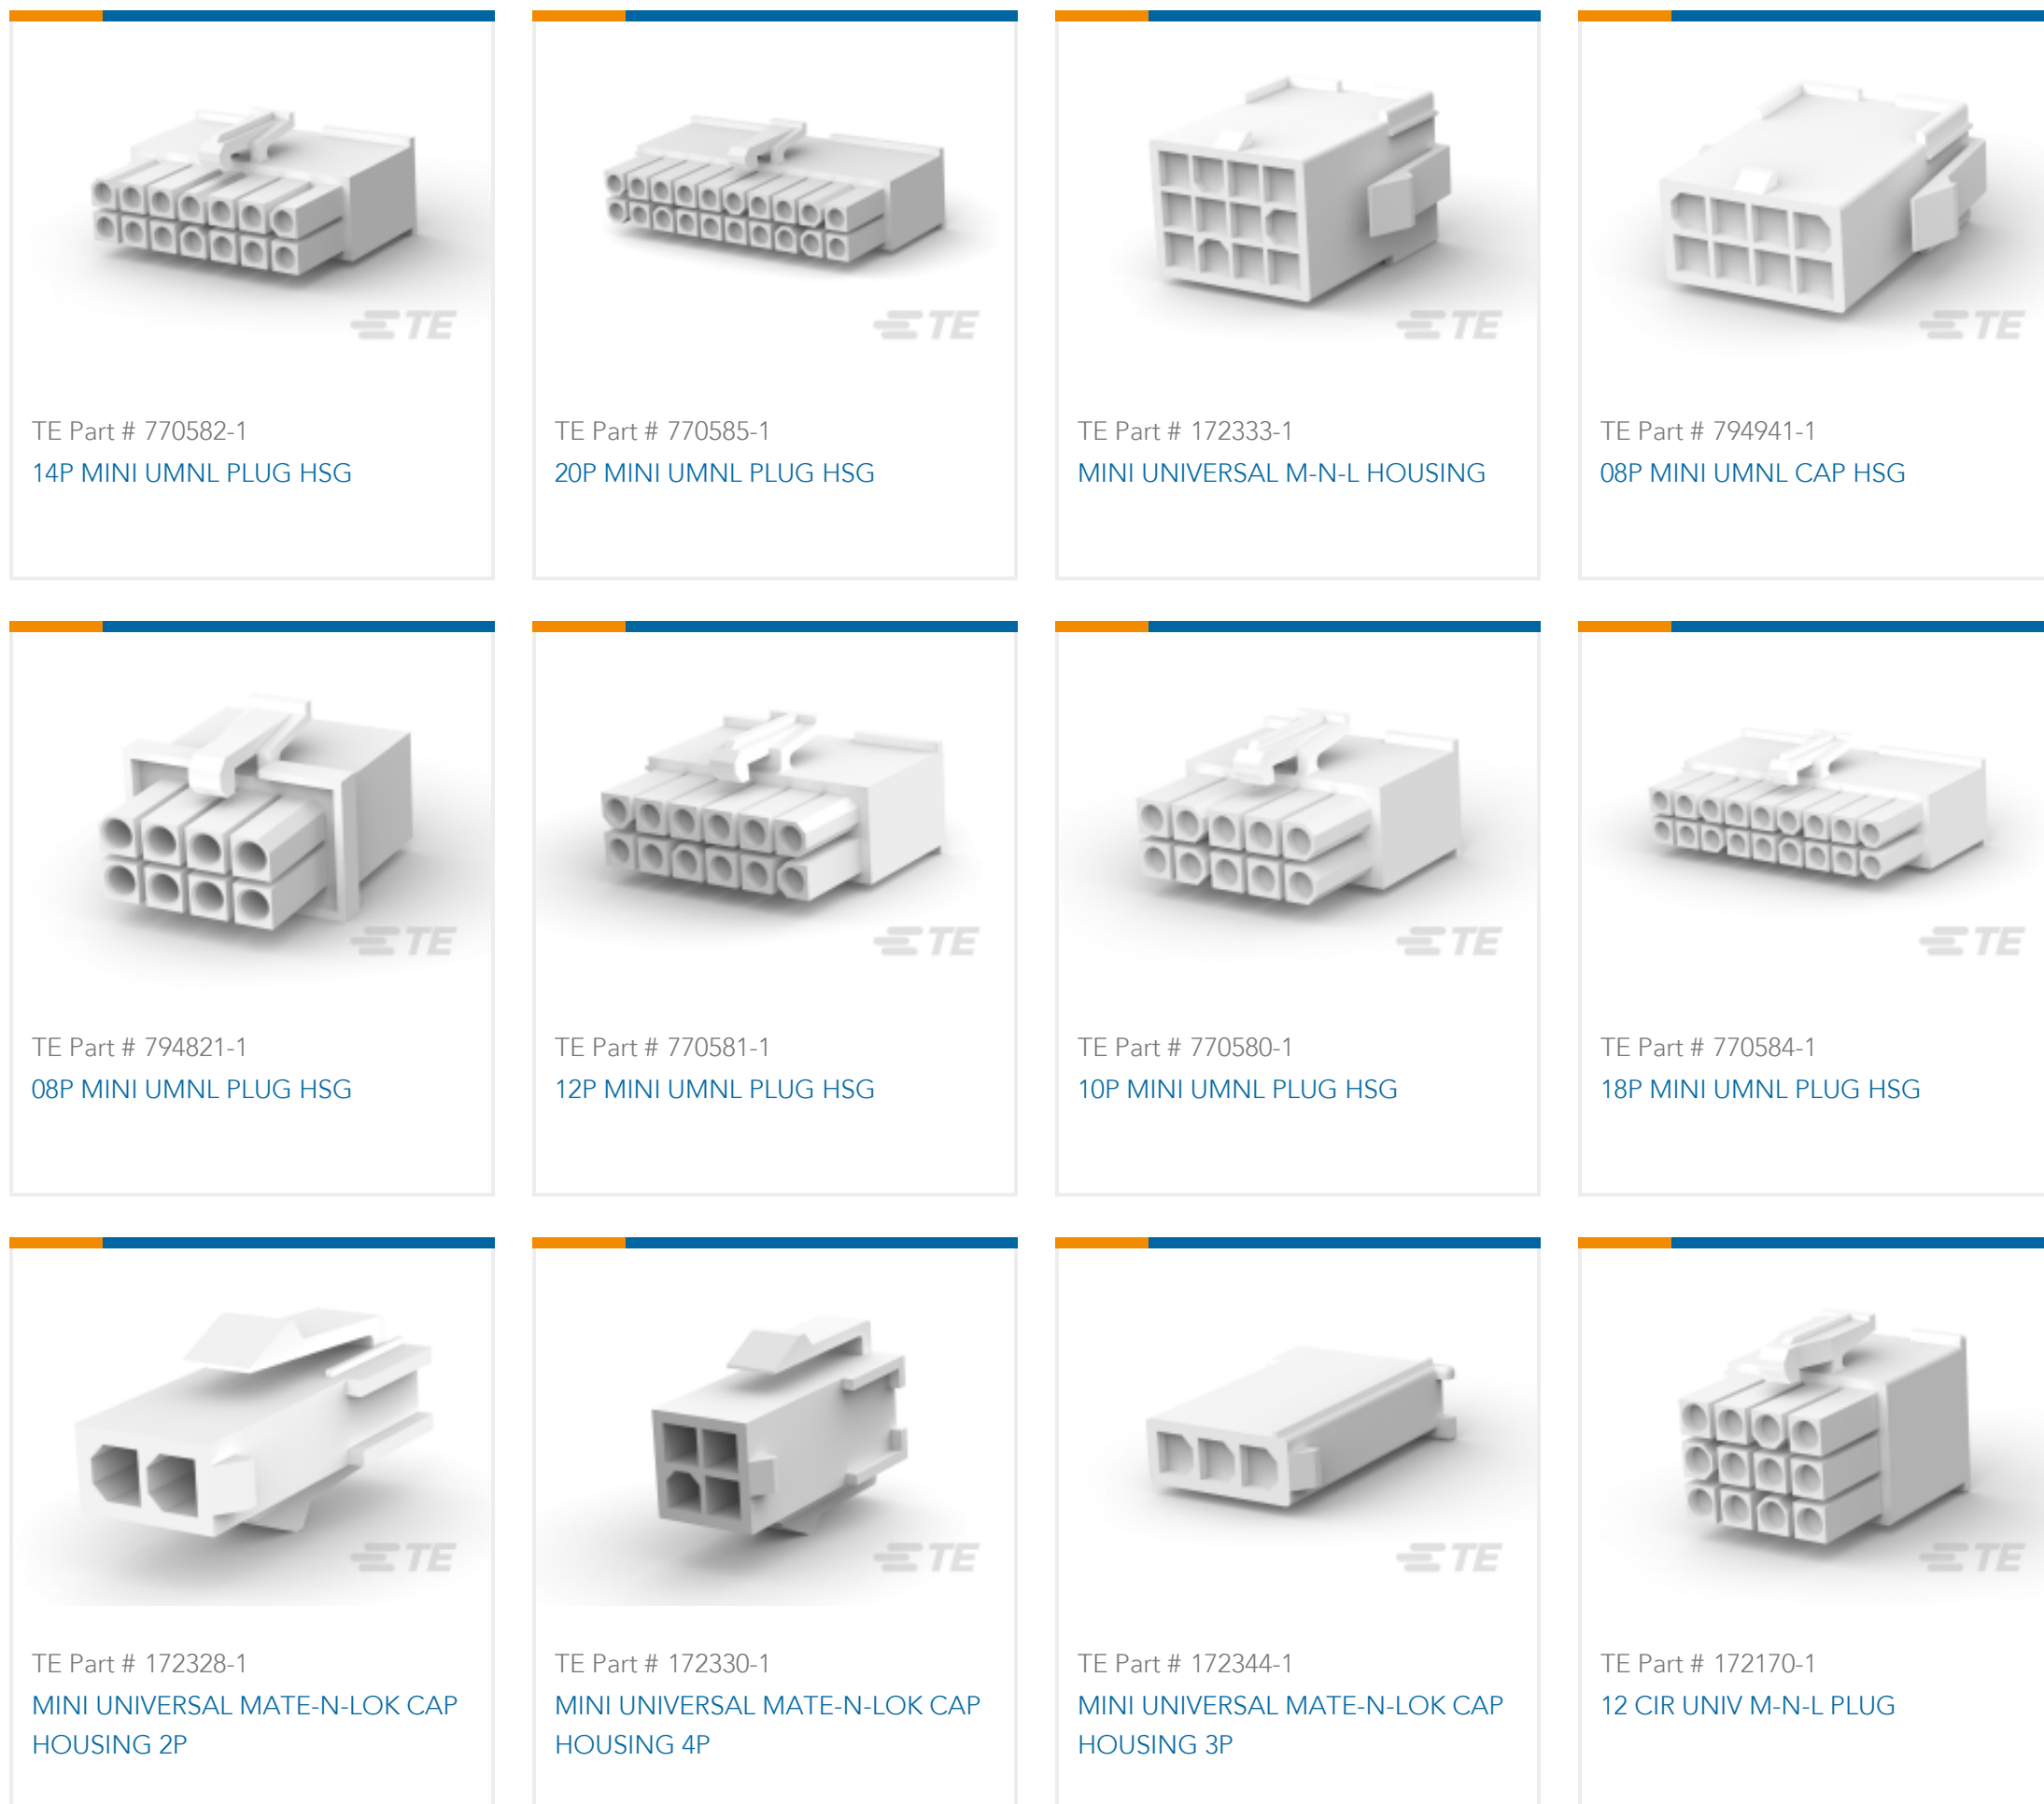 TE
TE
TE
TE
TE Part # 770582-1
14P MINI UMNL PLUG HSG
TE Part # 770585-1
20P MINI UMNL PLUG HSG
TE Part # 172333-1
MINI UNIVERSAL M-N-L HOUSING
TE Part # 794941-1
08P MINI UMNL CAP HSG
TE
TE
TE
TE
TE Part # 794821-1
08P MINI UMNL PLUG HSG
TE Part # 770581-1
12P MINI UMNL PLUG HSG
TE Part # 770580-1
10P MINI UMNL PLUG HSG
TE Part # 770584-1
18P MINI UMNL PLUG HSG
TE
TE
TE
TE
TE Part # 172328-1
MINI UNIVERSAL MATE-N-LOK CAP
HOUSING 2P
TE Part # 172330-1
MINI UNIVERSAL MATE-N-LOK CAP
HOUSING 4P
TE Part # 172344-1
MINI UNIVERSAL MATE-N-LOK CAP
HOUSING 3P
TE Part # 172170-1
12 CIR UNIV M-N-L PLUG